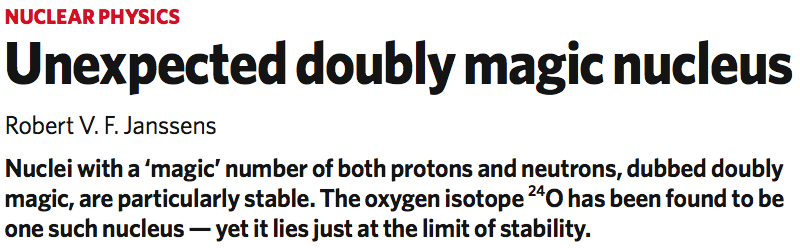 NUCLEAR PHYSICS
Unexpected doubly magic nucleus
Robert V. F. Janssens
Nuclei with a ‘magic’ number of both protons and neutrons, dubbed doubly
magic, are particularly stable. The oxygen isotope ²⁴O has been found to be
one such nucleus — yet it lies just at the limit of stability.